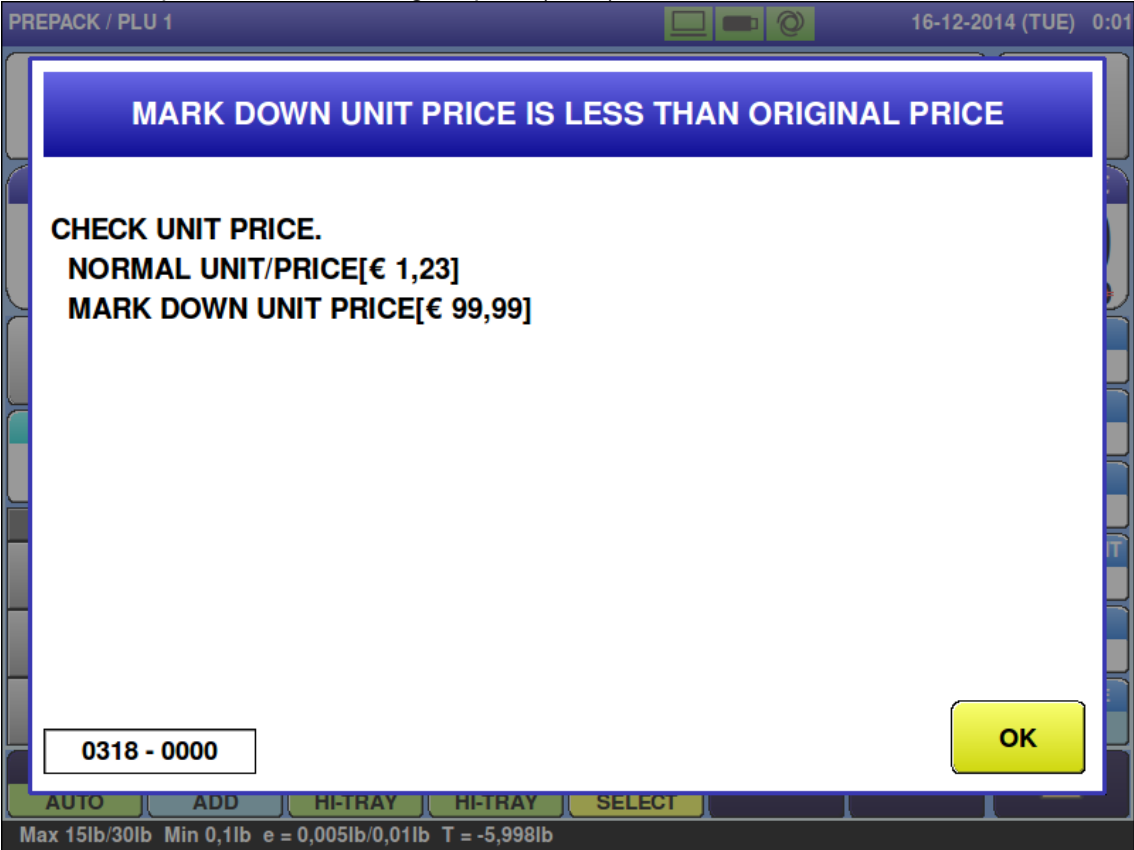 PREPACK / PLU 1
16-12-2014 (TUE) 0:01
MARK DOWN UNIT PRICE IS LESS THAN ORIGINAL PRICE
CHECK UNIT PRICE.
NORMAL UNIT/PRICE[€ 1,23]
MARK DOWN UNIT PRICE[€ 99,99]
0318 - 0000
OK
AUTO ADD HI-TRAY HI-TRAY SELECT
Max 15lb/30lb Min 0,1lb e = 0,005lb/0,01lb T = -5,998lb